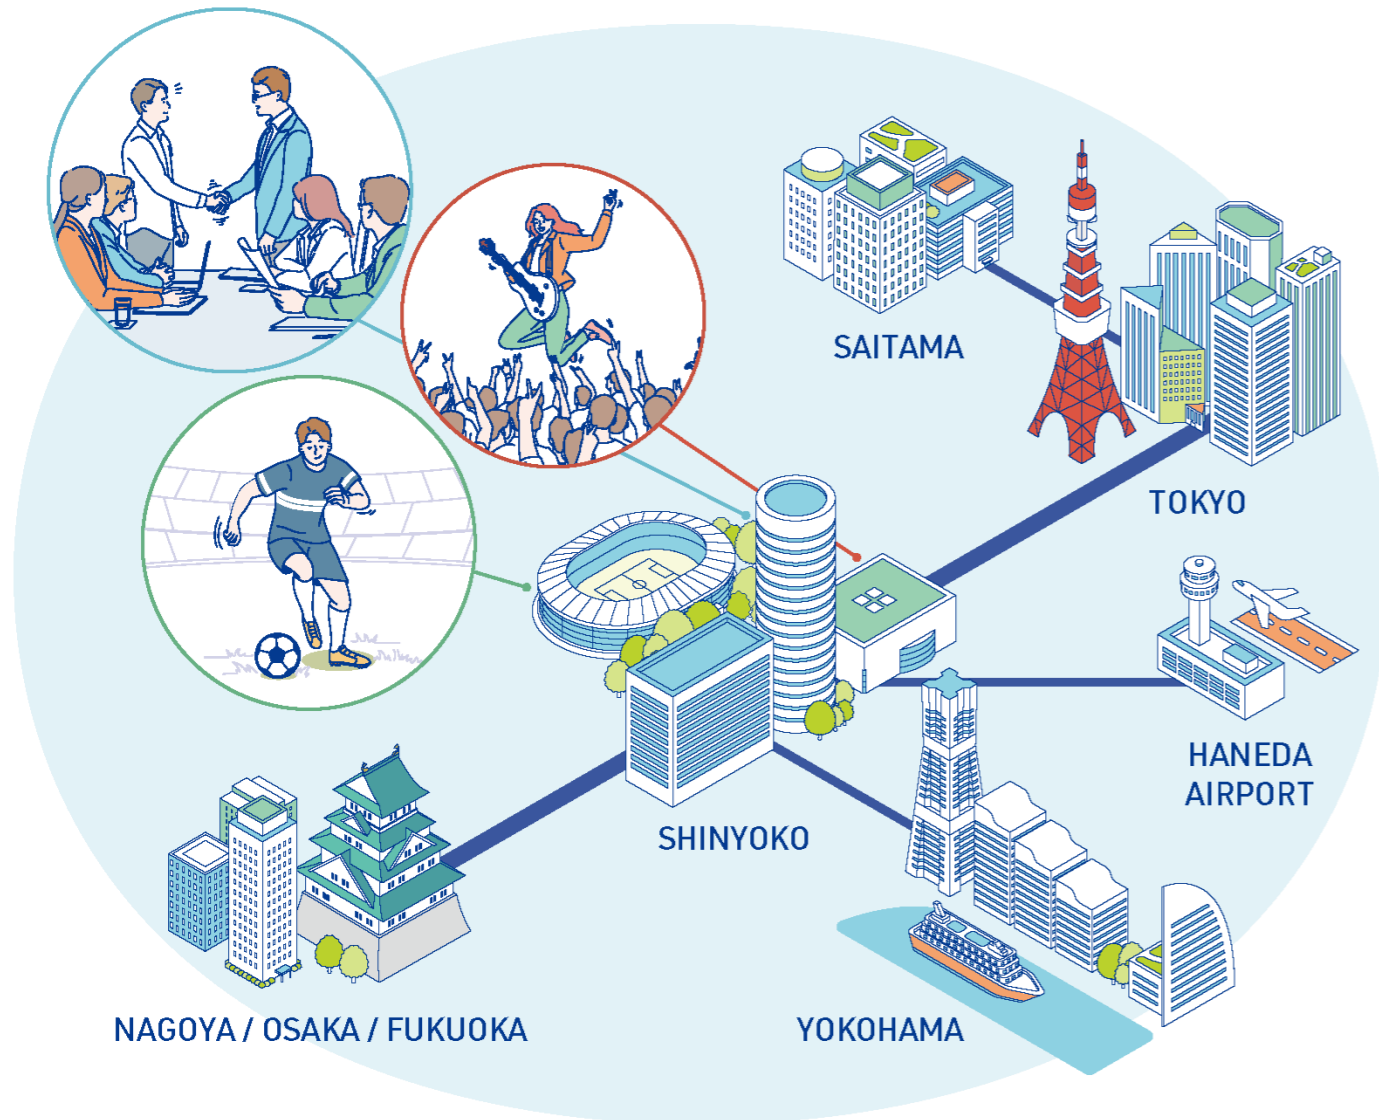 SAITAMA
TOKYO
HANEDA
AIRPORT
SHINYOKO
NAGOYA / OSAKA / FUKUOKA
YOKOHAMA